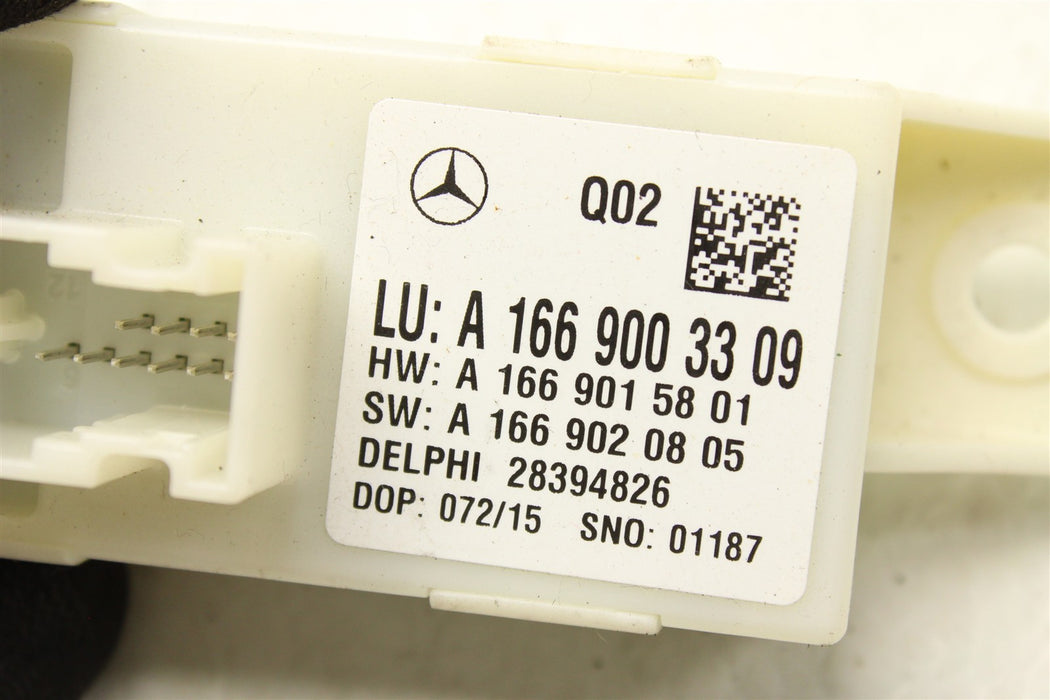 Q02
LU: A 166 900 33 09
HW: A 166 901 58 01
SW: A 166 902 08 05
DELPHI 28394826
DOP: 072/15 SNO: 01187
12